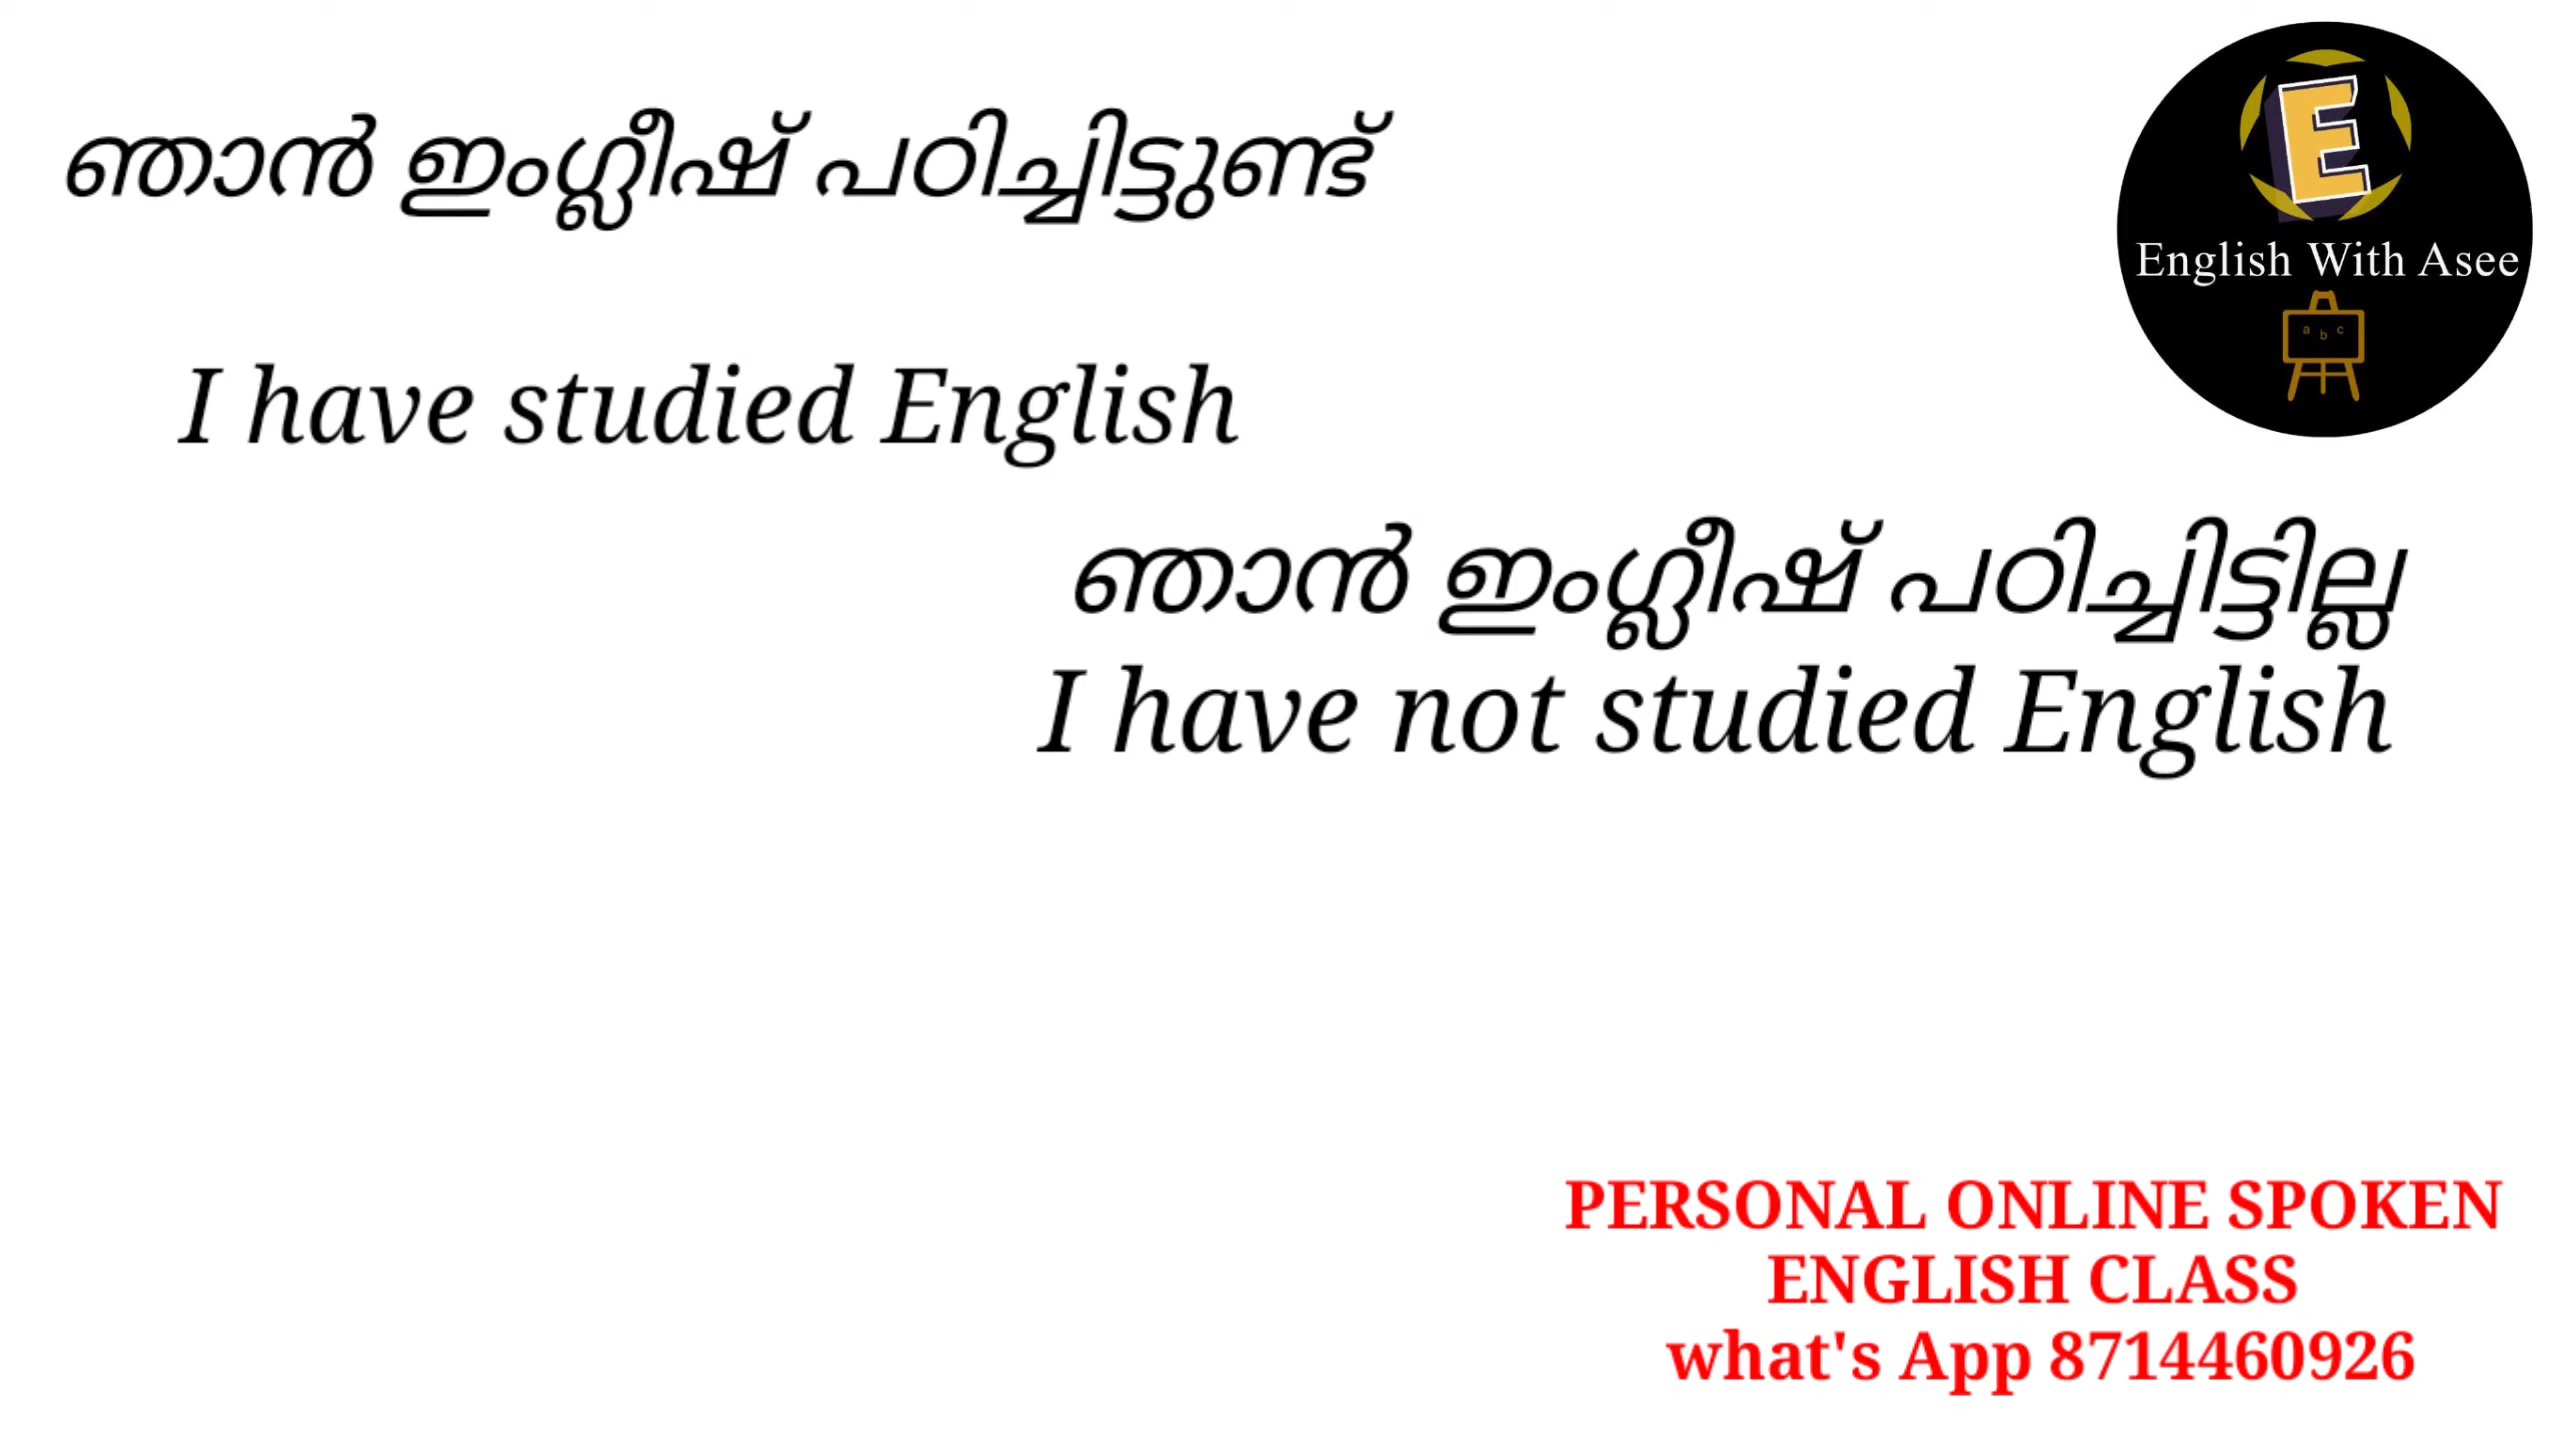 ഞാൻ ഇംഗ്ലീഷ് പഠിച്ചിട്ടുണ്ട്
E
English With Asee
a b c
I have studied English
ഞാൻ ഇംഗ്ലീഷ് പഠിച്ചിട്ടില്ല
I have not studied English
PERSONAL ONLINE SPOKEN
ENGLISH CLASS
what's App 8714460926